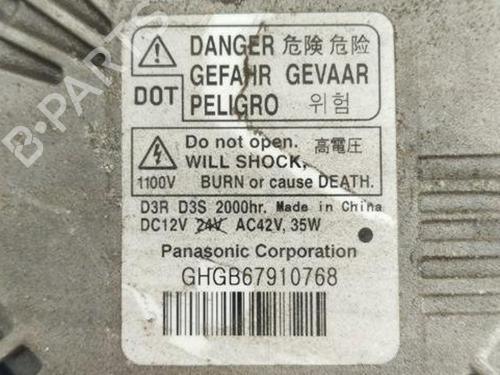 DANGER 危険 危险
GEFAHR GEVAAR
DOT
PELIGRO 위험
Do not open. 高電圧
WILL SHOCK,
1100V BURN or cause DEATH.
D3R D3S 2000hr. Made in China
DC12V 24V AC42V, 35W
Panasonic Corporation
GHGB67910768
B-PARTS